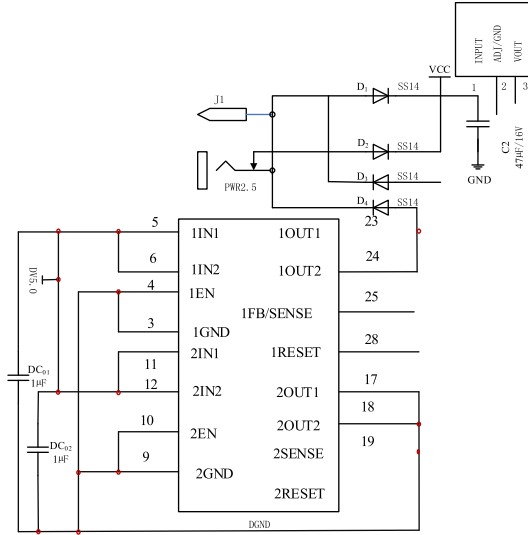 INPUT
ADJ/GND
VOUT
1
2
3
VCC
J1
D1
SS14
C2
47μF/16V
D2
SS14
GND
PWR2.5
D3
SS14
D4
SS14
5
1IN1
1OUT1
23
6
1IN2
1OUT2
24
4
1EN
1FB/SENSE
25
3
1GND
DV5.0
11
2IN1
1RESET
28
DC01
1μF
12
2IN2
2OUT1
17
10
2EN
2OUT2
18
DC02
1μF
9
2GND
2SENSE
19
2RESET
DGND